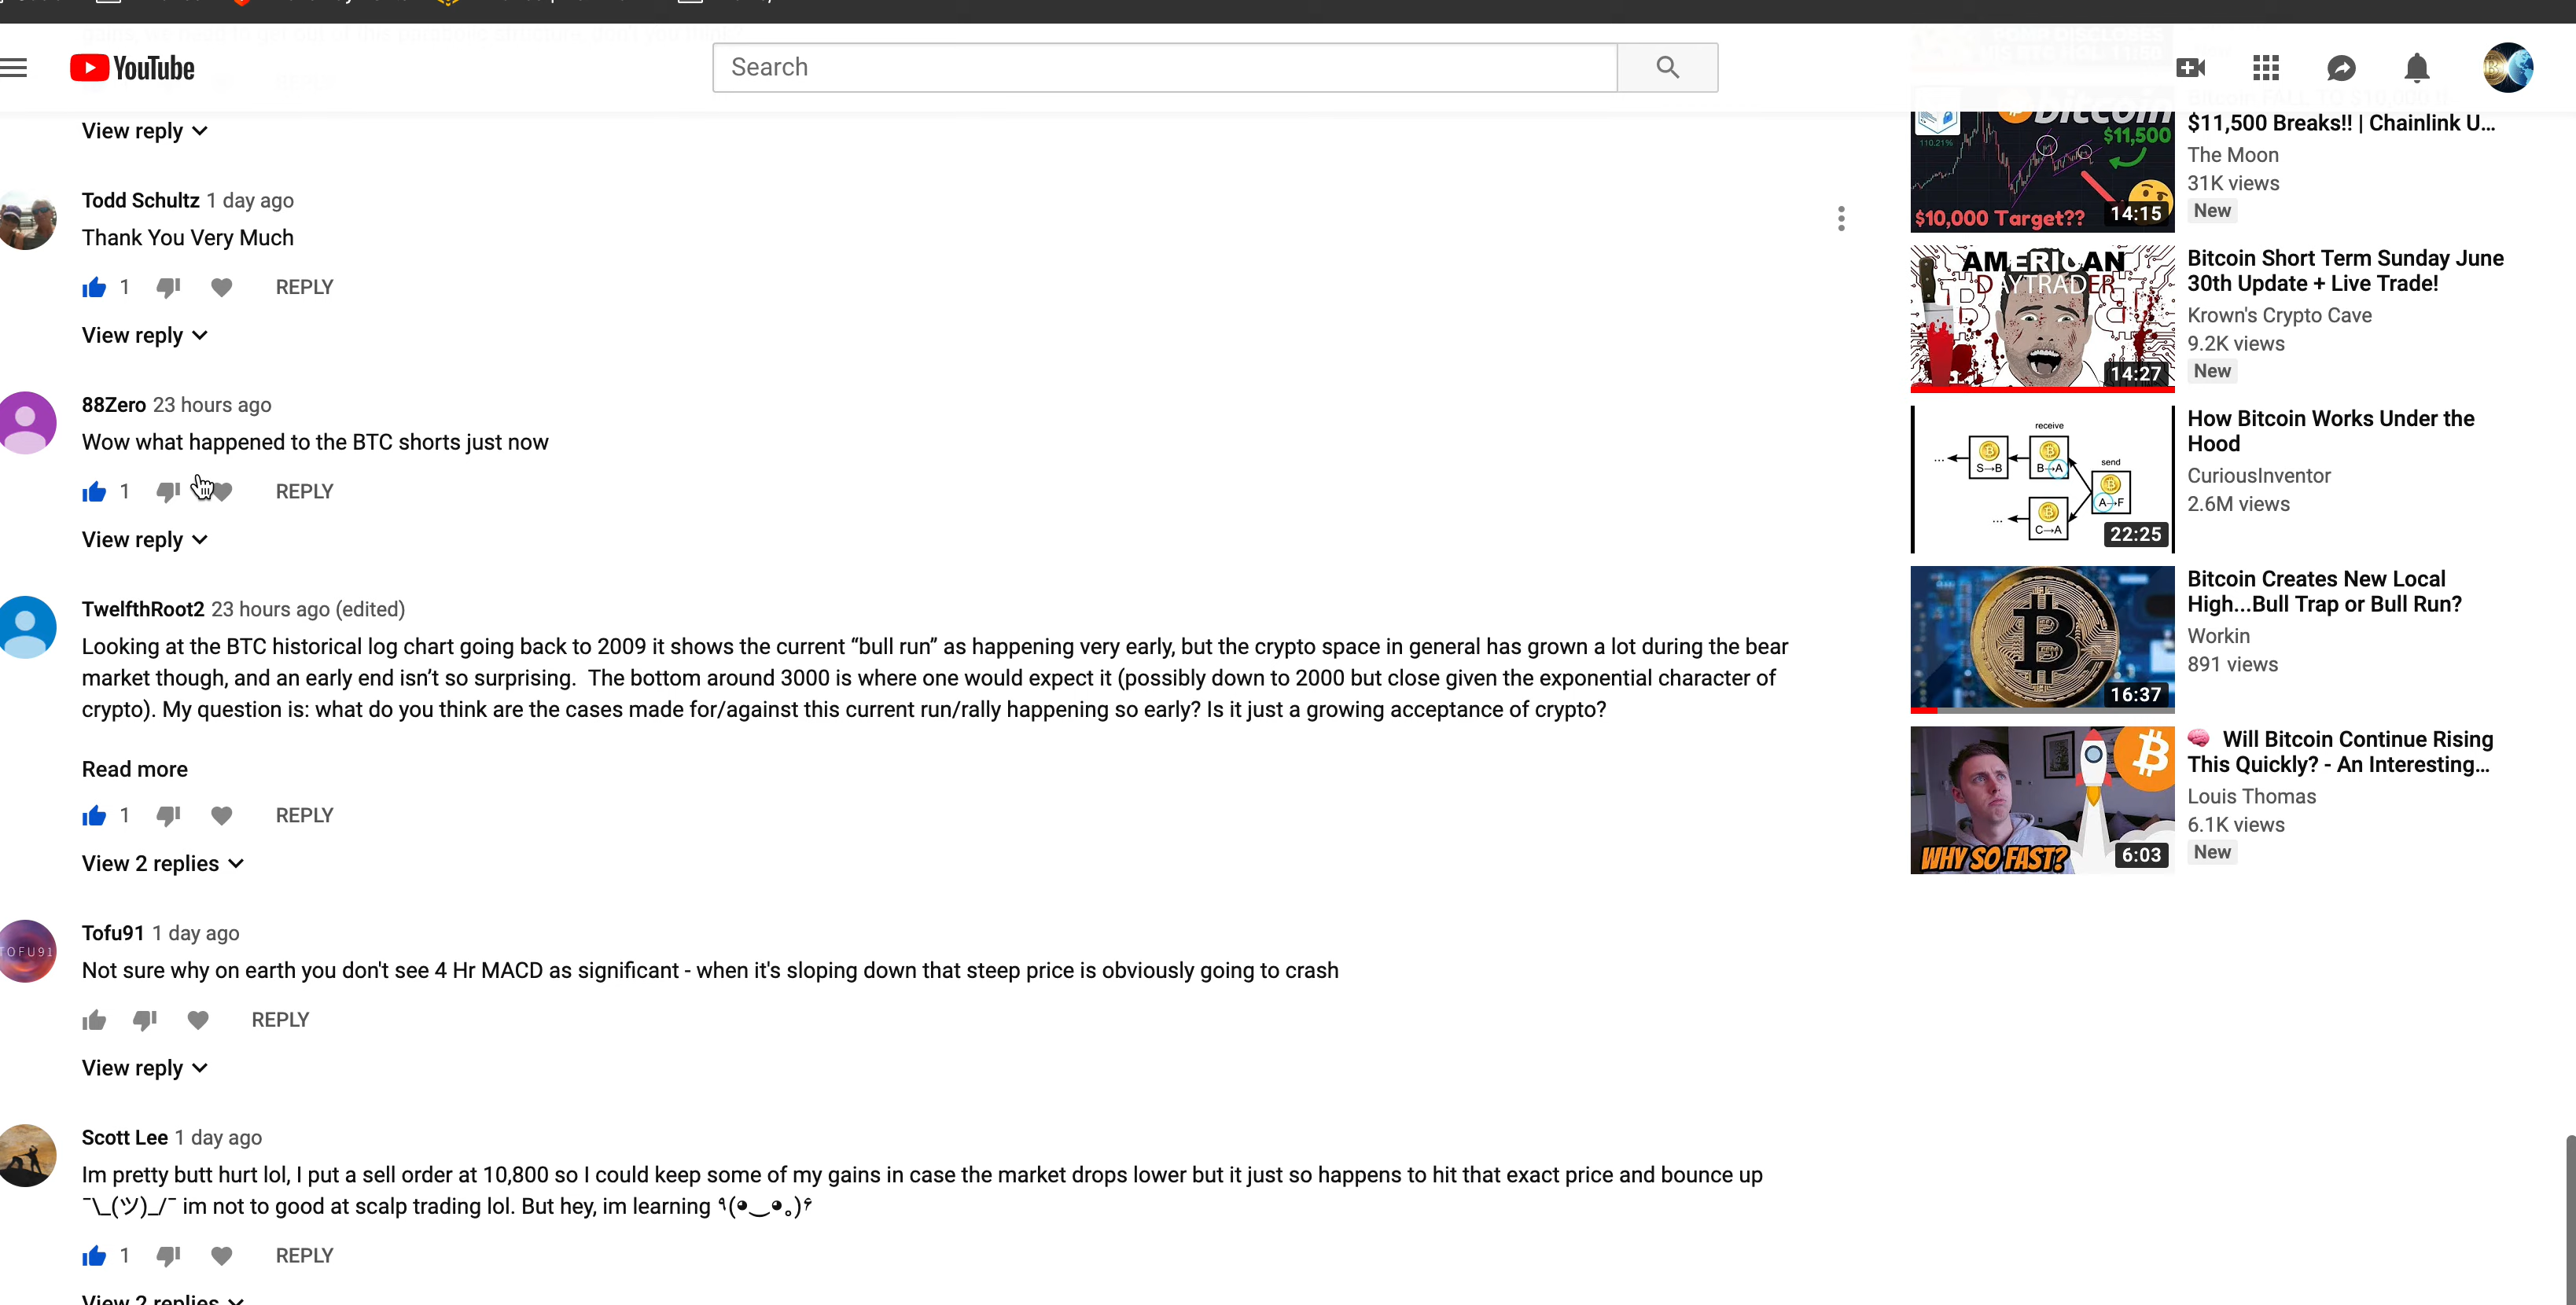 YouTube
Search
View reply
Todd Schultz 1 day ago
Thank You Very Much
1 REPLY
View reply
88Zero 23 hours ago
Wow what happened to the BTC shorts just now
1 REPLY
View reply
TwelfthRoot2 23 hours ago (edited)
Looking at the BTC historical log chart going back to 2009 it shows the current “bull run” as happening very early, but the crypto space in general has grown a lot during the bear
market though, and an early end isn’t so surprising.  The bottom around 3000 is where one would expect it (possibly down to 2000 but close given the exponential character of
crypto). My question is: what do you think are the cases made for/against this current run/rally happening so early? Is it just a growing acceptance of crypto?
Read more
1 REPLY
View 2 replies
TOFU91
Tofu91 1 day ago
Not sure why on earth you don't see 4 Hr MACD as significant - when it's sloping down that steep price is obviously going to crash
REPLY
View reply
Scott Lee 1 day ago
Im pretty butt hurt lol, I put a sell order at 10,800 so I could keep some of my gains in case the market drops lower but it just so happens to hit that exact price and bounce up
¯\_(ツ)_/¯ im not to good at scalp trading lol. But hey, im learning ٩(◕‿◕。)۶
1 REPLY
View 2 replies
bitcoin
110.21%
$11,500
$10,000 Target??
14:15
$11,500 Breaks!! | Chainlink U...
The Moon
31K views
New
AMERICAN
DAYTRADER
14:27
Bitcoin Short Term Sunday June
30th Update + Live Trade!
Krown's Crypto Cave
9.2K views
New
receive
send
... S→B B→A
A→F
... C→A
22:25
How Bitcoin Works Under the
Hood
CuriousInventor
2.6M views
16:37
Bitcoin Creates New Local
High...Bull Trap or Bull Run?
Workin
891 views
WHY SO FAST?
6:03
🧠 Will Bitcoin Continue Rising
This Quickly? - An Interesting...
Louis Thomas
6.1K views
New